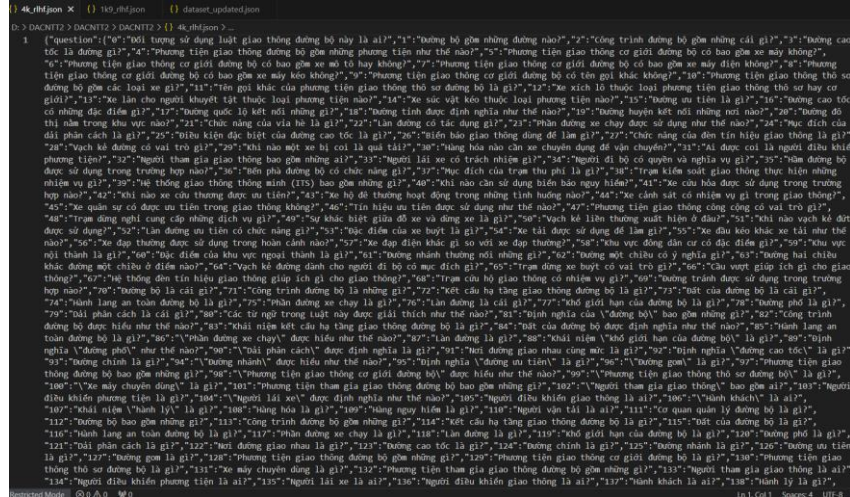 {} 4k_rlhf.json × {} 1k9_rlhf.json {} dataset_updated.json
D: > DACNTT2 > DACNTT2 > DACNTT2 > {} 4k_rlhf.json > ...
1 {"question":{"0":"Đối tượng sử dụng luật giao thông đường bộ này là ai?","1":"Đường bộ gồm những đường nào?","2":"Công trình đường bộ gồm những cái gì?","3":"Đường cao
tốc là đường gì?","4":"Phương tiện giao thông đường bộ gồm những phương tiện như thế nào?","5":"Phương tiện giao thông cơ giới đường bộ có bao gồm xe máy không?",
"6":"Phương tiện giao thông cơ giới đường bộ có bao gồm xe mô tô hay không?","7":"Phương tiện giao thông cơ giới đường bộ có bao gồm xe máy điện không?","8":"Phương
tiện giao thông cơ giới đường bộ có bao gồm xe máy kéo không?","9":"Phương tiện giao thông cơ giới đường bộ có tên gọi khác không?","10":"Phương tiện giao thông thô sơ
đường bộ gồm các loại xe gì?","11":"Tên gọi khác của phương tiện giao thông thô sơ đường bộ là gì?","12":"Xe xích lô thuộc loại phương tiện giao thông thô sơ hay cơ
giới?","13":"Xe lăn cho người khuyết tật thuộc loại phương tiện nào?","14":"Xe súc vật kéo thuộc loại phương tiện nào?","15":"Đường ưu tiên là gì?","16":"Đường cao tốc
có những đặc điểm gì?","17":"Đường quốc lộ kết nối những gì?","18":"Đường tỉnh được định nghĩa như thế nào?","19":"Đường huyện kết nối những nơi nào?","20":"Đường đô
thị nằm trong khu vực nào?","21":"Chức năng của vỉa hè là gì?","22":"Làn đường có tác dụng gì?","23":"Phần đường xe chạy được sử dụng như thế nào?","24":"Mục đích của
dải phân cách là gì?","25":"Điều kiện đặc biệt của đường cao tốc là gì?","26":"Biển báo giao thông dùng để làm gì?","27":"Chức năng của đèn tín hiệu giao thông là gì?",
"28":"Vạch kẻ đường có vai trò gì?","29":"Khi nào một xe bị coi là quá tải?","30":"Hàng hóa nào cần xe chuyên dụng để vận chuyển?","31":"Ai được coi là người điều khiển
phương tiện?","32":"Người tham gia giao thông bao gồm những ai?","33":"Người lái xe có trách nhiệm gì?","34":"Người đi bộ có quyền và nghĩa vụ gì?","35":"Hầm đường bộ
được sử dụng trong trường hợp nào?","36":"Bến phà đường bộ có chức năng gì?","37":"Mục đích của trạm thu phí là gì?","38":"Trạm kiểm soát giao thông thực hiện những
nhiệm vụ gì?","39":"Hệ thống giao thông thông minh (ITS) bao gồm những gì?","40":"Khi nào cần sử dụng biển báo nguy hiểm?","41":"Xe cứu hỏa được sử dụng trong trường
hợp nào?","42":"Khi nào xe cứu thương được ưu tiên?","43":"Xe hộ đê thường hoạt động trong những tình huống nào?","44":"Xe cảnh sát có nhiệm vụ gì trong giao thông?",
"45":"Xe quân sự có được ưu tiên trong giao thông không?","46":"Tín hiệu ưu tiên được sử dụng như thế nào?","47":"Phương tiện giao thông công cộng có vai trò gì?",
"48":"Trạm dừng nghỉ cung cấp những dịch vụ gì?","49":"Sự khác biệt giữa đỗ xe và dừng xe là gì?","50":"Vạch kẻ liền thường xuất hiện ở đâu?","51":"Khi nào vạch kẻ đứt
được sử dụng?","52":"Làn đường ưu tiên có chức năng gì?","53":"Đặc điểm của xe buýt là gì?","54":"Xe tải được sử dụng để làm gì?","55":"Xe đầu kéo khác xe tải như thế
nào?","56":"Xe đạp thường được sử dụng trong hoàn cảnh nào?","57":"Xe đạp điện khác gì so với xe đạp thường?","58":"Khu vực đông dân cư có đặc điểm gì?","59":"Khu vực
nội thành là gì?","60":"Đặc điểm của khu vực ngoại thành là gì?","61":"Đường nhánh thường nối những gì?","62":"Đường một chiều có ý nghĩa gì?","63":"Đường hai chiều
khác đường một chiều ở điểm nào?","64":"Vạch kẻ đường dành cho người đi bộ có mục đích gì?","65":"Trạm dừng xe buýt có vai trò gì?","66":"Cầu vượt giúp ích gì cho giao
thông?","67":"Hệ thống đèn tín hiệu giao thông giúp ích gì cho giao thông?","68":"Trạm cứu hộ giao thông có nhiệm vụ gì?","69":"Đường tránh được sử dụng trong trường
hợp nào?","70":"Đường bộ là cái gì?","71":"Công trình đường bộ là những gì?","72":"Kết cấu hạ tầng giao thông đường bộ là gì?","73":"Đất của đường bộ là cái gì?",
"74":"Hành lang an toàn đường bộ là gì?","75":"Phần đường xe chạy là gì?","76":"Làn đường là cái gì?","77":"Khổ giới hạn của đường bộ là gì?","78":"Đường phố là gì?",
"79":"Dải phân cách là cái gì?","80":"Các từ ngữ trong Luật này được giải thích như thế nào?","81":"Định nghĩa của \"đường bộ\" bao gồm những gì?","82":"Công trình
đường bộ được hiểu như thế nào?","83":"Khái niệm kết cấu hạ tầng giao thông đường bộ là gì?","84":"Đất của đường bộ được định nghĩa như thế nào?","85":"Hành lang an
toàn đường bộ là gì?","86":"\"Phần đường xe chạy\" được hiểu như thế nào?","87":"Làn đường là gì?","88":"Khái niệm \"khổ giới hạn của đường bộ\" là gì?","89":"Định
nghĩa \"đường phố\" như thế nào?","90":"\"Dải phân cách\" được định nghĩa là gì?","91":"Nơi đường giao nhau cùng mức là gì?","92":"Định nghĩa \"đường cao tốc\" là gì?",
"93":"Đường chính là gì?","94":"\"Đường nhánh\" được hiểu như thế nào?","95":"Định nghĩa \"đường ưu tiên\" là gì?","96":"\"Đường gom\" là gì?","97":"Phương tiện giao
thông đường bộ bao gồm những gì?","98":"\"Phương tiện giao thông cơ giới đường bộ\" được hiểu như thế nào?","99":"\"Phương tiện giao thông thô sơ đường bộ\" là gì?",
"100":"\"Xe máy chuyên dùng\" là gì?","101":"Phương tiện tham gia giao thông đường bộ bao gồm những gì?","102":"\"Người tham gia giao thông\" bao gồm ai?","103":"Người
điều khiển phương tiện là gì?","104":"\"Người lái xe\" được định nghĩa như thế nào?","105":"Người điều khiển giao thông là ai?","106":"\"Hành khách\" là ai?",
"107":"Khái niệm \"hành lý\" là gì?","108":"Hàng hóa là gì?","109":"Hàng nguy hiểm là gì?","110":"Người vận tải là ai?","111":"Cơ quan quản lý đường bộ là gì?",
"112":"Đường bộ bao gồm những gì?","113":"Công trình đường bộ là gì?","114":"Kết cấu hạ tầng giao thông đường bộ là gì?","115":"Đất của đường bộ là gì?",
"116":"Hành lang an toàn đường bộ là gì?","117":"Phần đường xe chạy là gì?","118":"Làn đường là gì?","119":"Khổ giới hạn của đường bộ là gì?","120":"Đường phố là gì?",
"121":"Dải phân cách là gì?","122":"Nơi đường giao nhau là gì?","123":"Đường cao tốc là gì?","124":"Đường chính là gì?","125":"Đường nhánh là gì?","126":"Đường ưu tiên
là gì?","127":"Đường gom là gì?","128":"Phương tiện giao thông đường bộ gồm những gì?","129":"Phương tiện giao thông cơ giới đường bộ là gì?","130":"Phương tiện giao
thông thô sơ đường bộ là gì?","131":"Xe máy chuyên dùng là gì?","132":"Phương tiện tham gia giao thông đường bộ gồm những gì?","133":"Người tham gia giao thông là ai?",
"134":"Người điều khiển phương tiện là ai?","135":"Người lái xe là ai?","136":"Người điều khiển giao thông là ai?","137":"Hành khách là ai?","138":"Hành lý là gì?",
Restricted Mode 0 0 0 Ln 1, Col 1 Spaces: 4 UTF-8